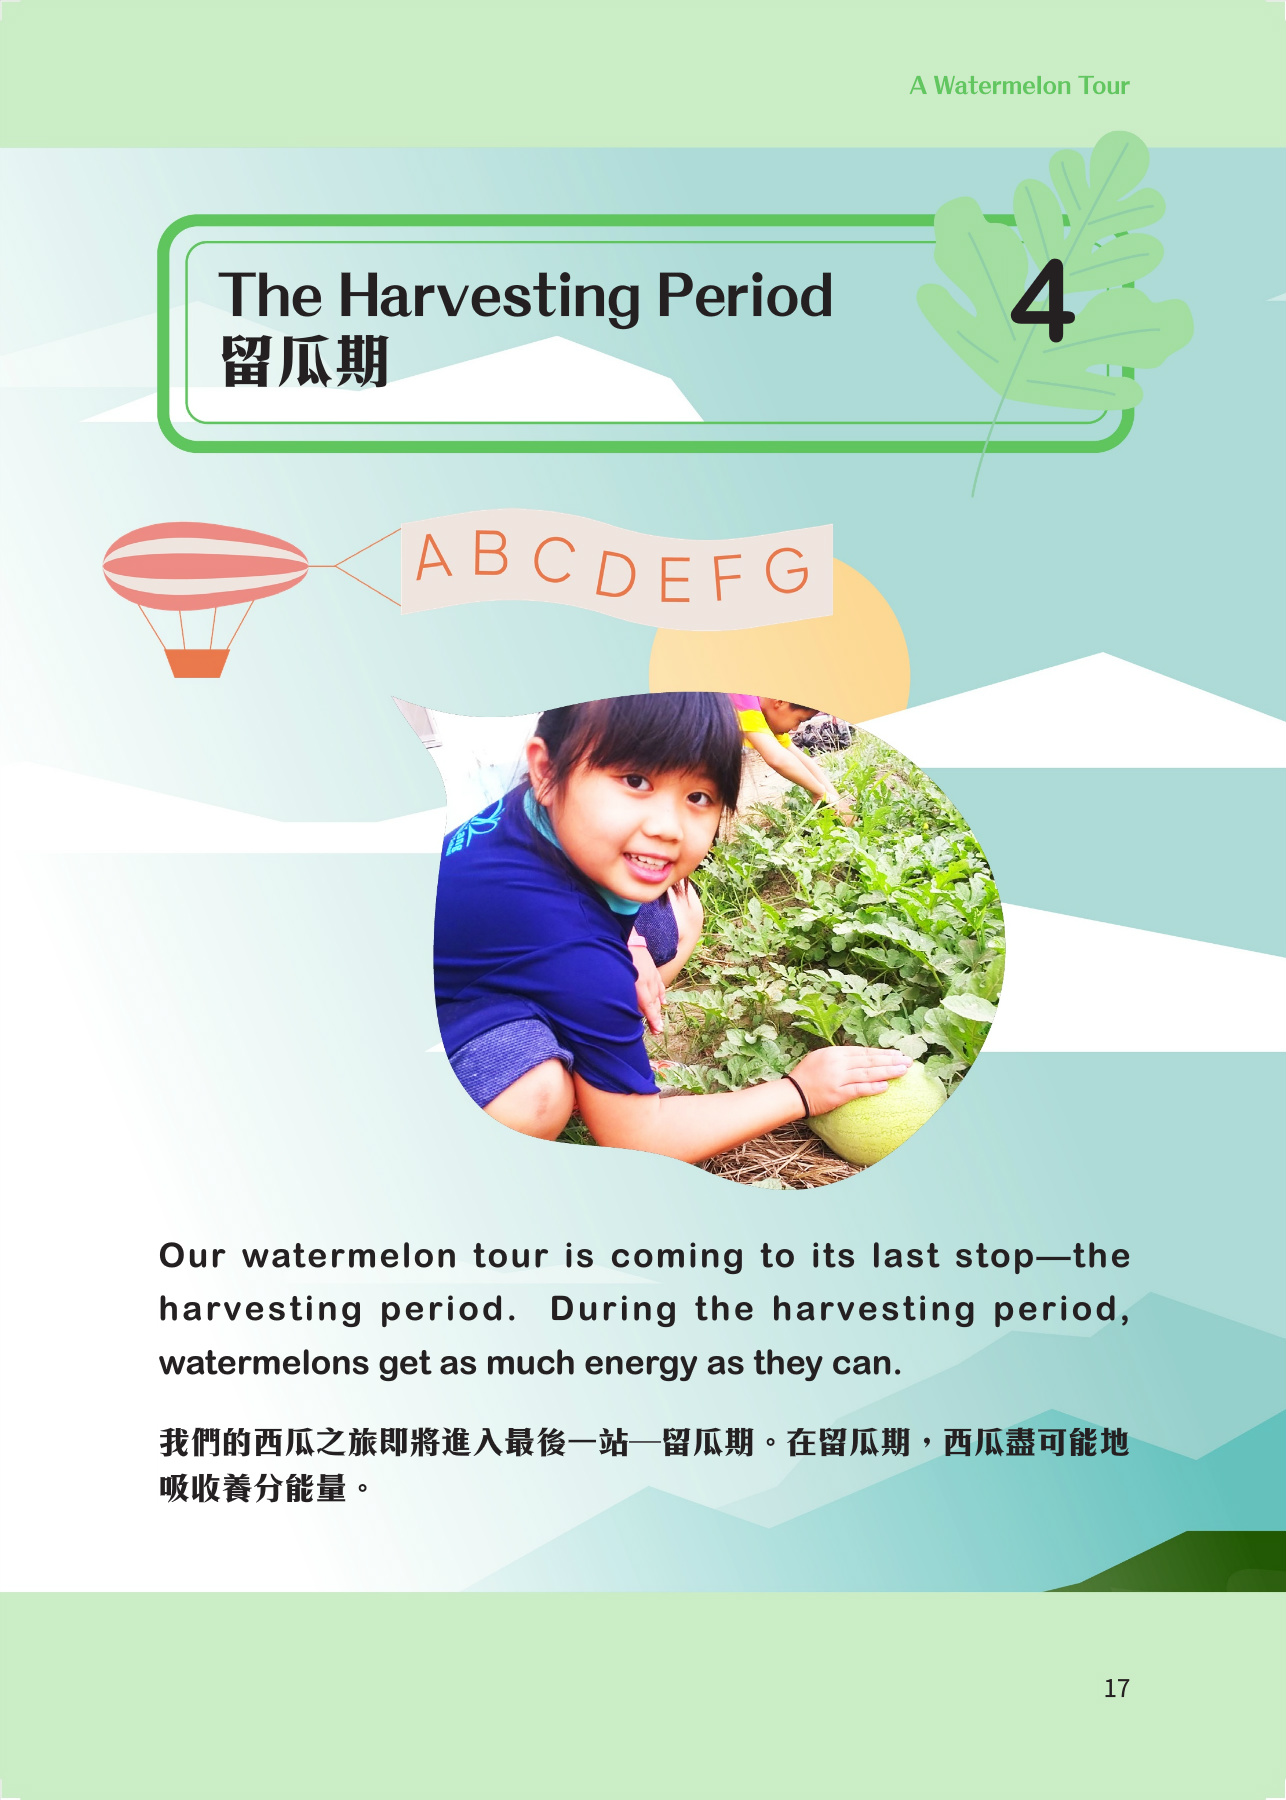 A Watermelon Tour
The Harvesting Period
4
留瓜期
A B C D E F G
Our watermelon tour is coming to its last stop—the
harvesting period. During the harvesting period,
watermelons get as much energy as they can.
我們的西瓜之旅即將進入最後一站—留瓜期。在留瓜期，西瓜盡可能地
吸收養分能量。
17